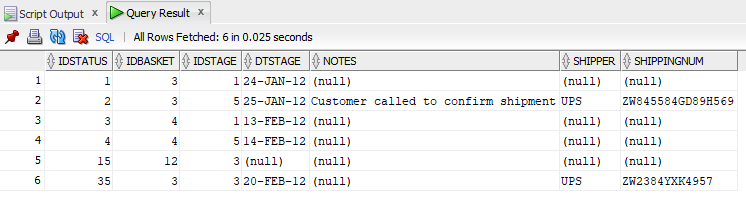 Script Output x Query Result x
SQL | All Rows Fetched: 6 in 0.025 seconds
IDSTATUS IDBASKET IDSTAGE DTSTAGE NOTES SHIPPER SHIPPINGNUM
1 1 3 1 24-JAN-12 (null) (null) (null)
2 2 3 5 25-JAN-12 Customer called to confirm shipment UPS ZW845584GD89H569
3 3 4 1 13-FEB-12 (null) (null) (null)
4 4 4 5 14-FEB-12 (null) (null) (null)
5 15 12 3 (null) (null) (null) (null)
6 35 3 3 20-FEB-12 (null) UPS ZW2384YXK4957